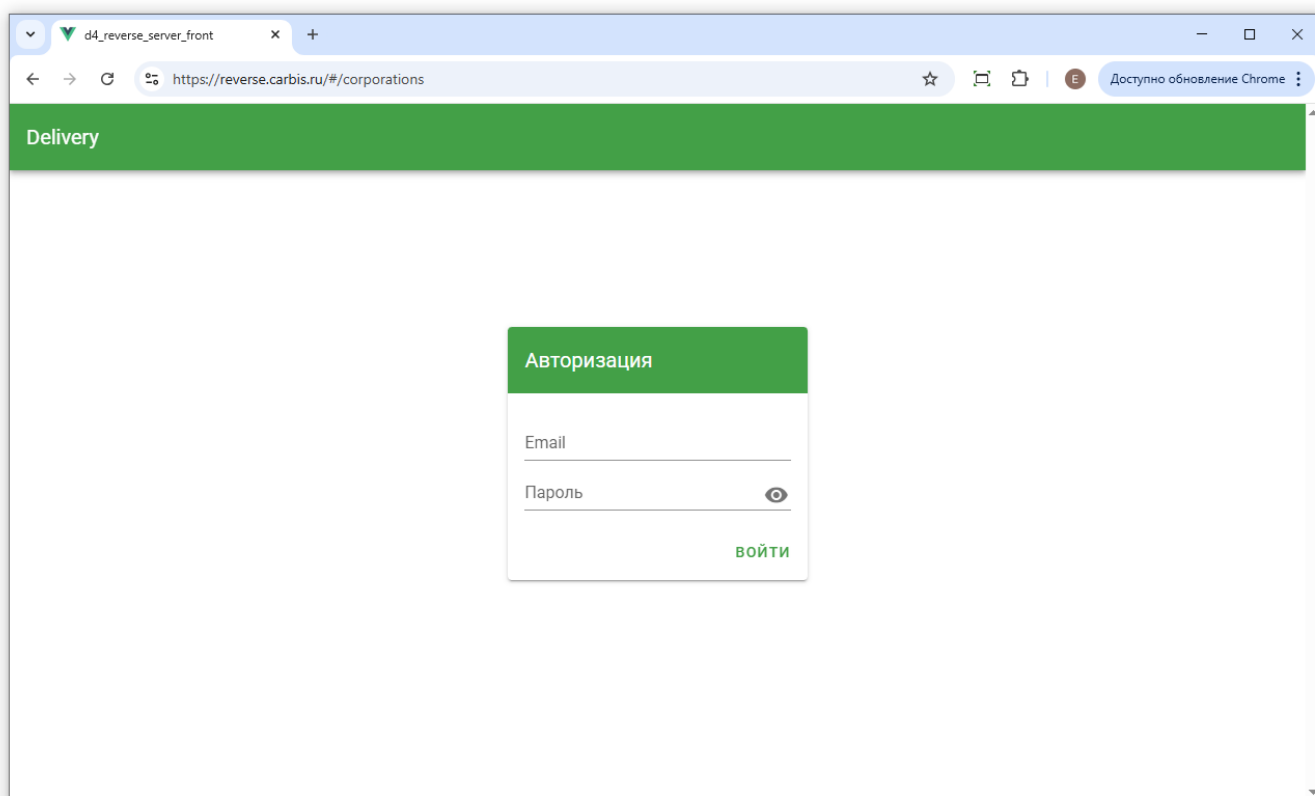 d4_reverse_server_front
https://reverse.carbis.ru/#/corporations
E
Доступно обновление Chrome
Delivery
Авторизация
Email
Пароль
ВОЙТИ